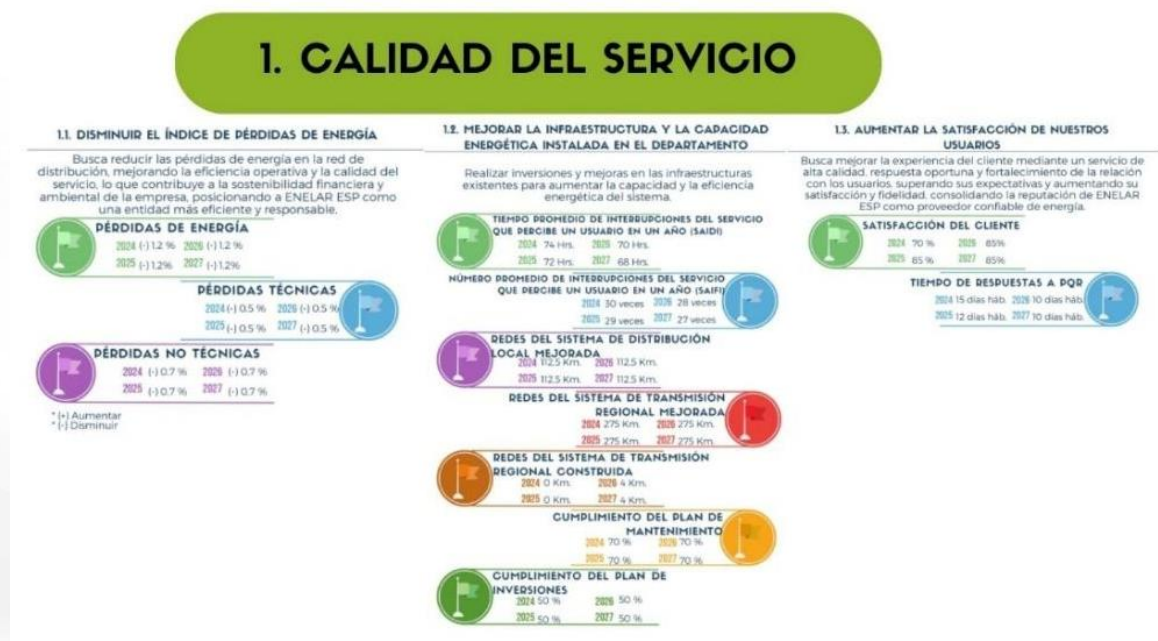 1. CALIDAD DEL SERVICIO
1.1. DISMINUIR EL ÍNDICE DE PÉRDIDAS DE ENERGÍA
Busca reducir las pérdidas de energía en la red de
distribución, mejorando la eficiencia operativa y la calidad del
servicio, lo que contribuye a la sostenibilidad financiera y
ambiental de la empresa, posicionando a ENELAR ESP como
una entidad más eficiente y responsable.
PÉRDIDAS DE ENERGÍA
2024 (-) 1.2 % 2026 (-) 1.2 %
2025 (-) 1.2% 2027 (-) 1.2%
PÉRDIDAS TÉCNICAS
2024 (-) 0.5 % 2026 (-) 0.5 %
2025 (-) 0.5 % 2027 (-) 0.5 %
PÉRDIDAS NO TÉCNICAS
2024 (-) 0.7 % 2026 (-) 0.7 %
2025 (-) 0.7 % 2027 (-) 0.7 %
* (+) Aumentar
* (-) Disminuir
1.2. MEJORAR LA INFRAESTRUCTURA Y LA CAPACIDAD
ENERGÉTICA INSTALADA EN EL DEPARTAMENTO
Realizar inversiones y mejoras en las infraestructuras
existentes para aumentar la capacidad y la eficiencia
energética del sistema.
TIEMPO PROMEDIO DE INTERRUPCIONES DEL SERVICIO
QUE PERCIBE UN USUARIO EN UN AÑO (SAIDI)
2024 74 Hrs. 2026 70 Hrs.
2025 72 Hrs. 2027 68 Hrs.
NÚMERO PROMEDIO DE INTERRUPCIONES DEL SERVICIO
QUE PERCIBE UN USUARIO EN UN AÑO (SAIFI)
2024 30 veces 2026 28 veces
2025 29 veces 2027 27 veces
REDES DEL SISTEMA DE DISTRIBUCIÓN
LOCAL MEJORADA
2024 112.5 Km. 2026 112.5 Km.
2025 112.5 Km. 2027 112.5 Km.
REDES DEL SISTEMA DE TRANSMISIÓN
REGIONAL MEJORADA
2024 275 Km. 2026 275 Km.
2025 275 Km. 2027 275 Km.
REDES DEL SISTEMA DE TRANSMISIÓN
REGIONAL CONSTRUIDA
2024 0 Km. 2026 4 Km.
2025 0 Km. 2027 4 Km.
CUMPLIMIENTO DEL PLAN DE
MANTENIMIENTO
2024 70 % 2026 70 %
2025 70 % 2027 70 %
CUMPLIMIENTO DEL PLAN DE
INVERSIONES
2024 50 % 2026 50 %
2025 50 % 2027 50 %
1.3. AUMENTAR LA SATISFACCIÓN DE NUESTROS
USUARIOS
Busca mejorar la experiencia del cliente mediante un servicio de
alta calidad, respuesta oportuna y fortalecimiento de la relación
con los usuarios, superando sus expectativas y aumentando su
satisfacción y fidelidad, consolidando la reputación de ENELAR
ESP como proveedor confiable de energía.
SATISFACCIÓN DEL CLIENTE
2024 70 % 2026 85%
2025 85 % 2027 85%
TIEMPO DE RESPUESTAS A PQR
2024 15 días háb. 2026 10 días háb.
2025 12 días háb. 2027 10 días háb.